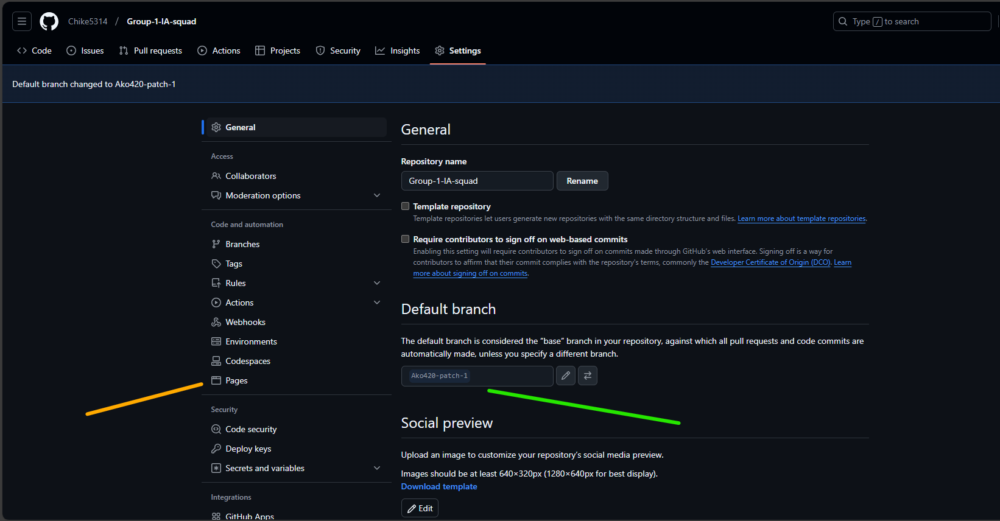 Chike5314 / Group-1-IA-squad
Type / to search
Code Issues Pull requests Actions Projects Security Insights Settings
Default branch changed to Ako420-patch-1
General
Access
Collaborators
Moderation options
Code and automation
Branches
Tags
Rules
Actions
Webhooks
Environments
Codespaces
Pages
Security
Code security
Deploy keys
Secrets and variables
Integrations
GitHub Apps
General
Repository name
Group-1-IA-squad Rename
Template repository
Template repositories let users generate new repositories with the same directory structure and files. Learn more about template repositories.
Require contributors to sign off on web-based commits
Enabling this setting will require contributors to sign off on commits made through GitHub's web interface. Signing off is a way for
contributors to affirm that their commit complies with the repository's terms, commonly the Developer Certificate of Origin (DCO). Learn
more about signing off on commits.
Default branch
The default branch is considered the “base” branch in your repository, against which all pull requests and code commits are
automatically made, unless you specify a different branch.
Ako420-patch-1
Social preview
Upload an image to customize your repository's social media preview.
Images should be at least 640×320px (1280×640px for best display).
Download template
Edit